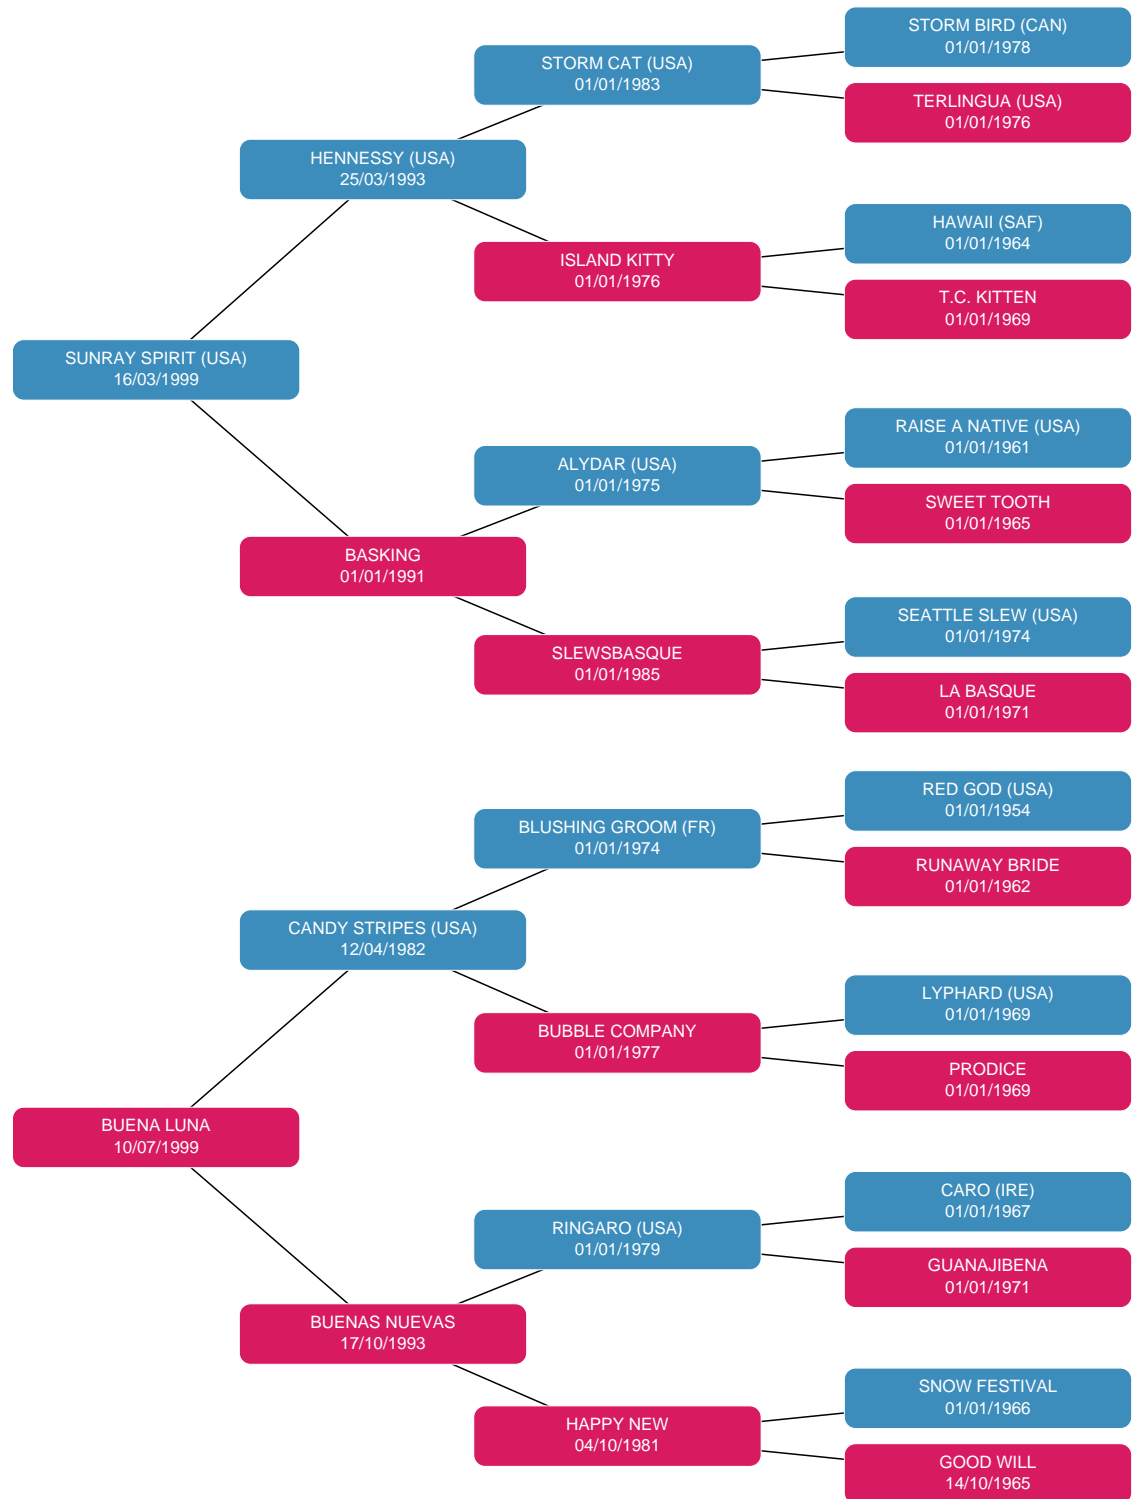 STORM BIRD (CAN)
01/01/1978
STORM CAT (USA)
01/01/1983
TERLINGUA (USA)
01/01/1976
HENNESSY (USA)
25/03/1993
HAWAII (SAF)
01/01/1964
ISLAND KITTY
01/01/1976
T.C. KITTEN
01/01/1969
SUNRAY SPIRIT (USA)
16/03/1999
RAISE A NATIVE (USA)
01/01/1961
ALYDAR (USA)
01/01/1975
SWEET TOOTH
01/01/1965
BASKING
01/01/1991
SEATTLE SLEW (USA)
01/01/1974
SLEWSBASQUE
01/01/1985
LA BASQUE
01/01/1971
RED GOD (USA)
01/01/1954
BLUSHING GROOM (FR)
01/01/1974
RUNAWAY BRIDE
01/01/1962
CANDY STRIPES (USA)
12/04/1982
LYPHARD (USA)
01/01/1969
BUBBLE COMPANY
01/01/1977
PRODICE
01/01/1969
BUENA LUNA
10/07/1999
CARO (IRE)
01/01/1967
RINGARO (USA)
01/01/1979
GUANAJIBENA
01/01/1971
BUENAS NUEVAS
17/10/1993
SNOW FESTIVAL
01/01/1966
HAPPY NEW
04/10/1981
GOOD WILL
14/10/1965